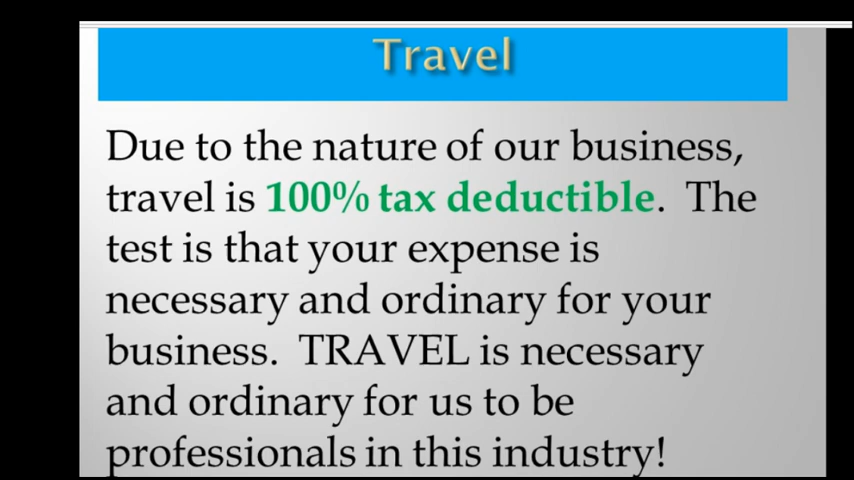 Travel
Due to the nature of our business,
travel is 100% tax deductible. The
test is that your expense is
necessary and ordinary for your
business. TRAVEL is necessary
and ordinary for us to be
professionals in this industry!